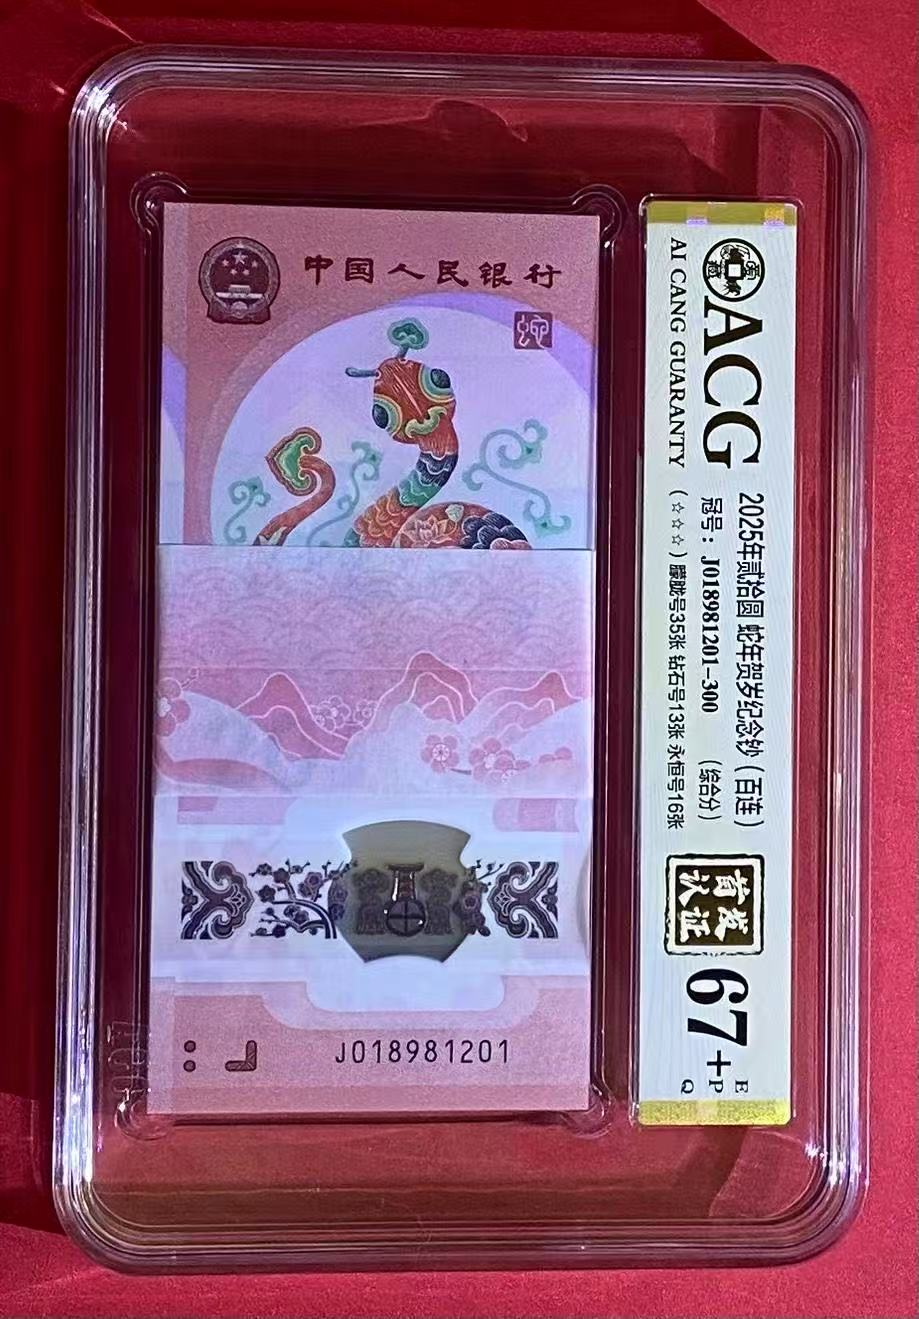 中国人民银行
蛇
J018981201
ACG
AI CANG GUARANTY
2025年贰拾圆 蛇年贺岁纪念钞（百连）
冠号：J018981201-300 （综合分）
（☆☆☆）朦胧号35张 钻石号13张 永恒号16张
首发
认证
67+
E
P
Q